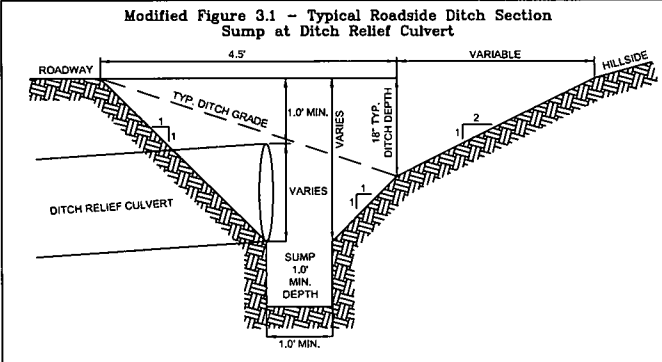 Modified Figure 3.1 - Typical Roadside Ditch Section
Sump at Ditch Relief Culvert
4.5'
VARIABLE
ROADWAY
HILLSIDE
TYP. DITCH GRADE
1.0' MIN.
VARIES
18" TYP.
DITCH DEPTH
1
1
2
1
VARIES
1
1
DITCH RELIEF CULVERT
SUMP
1.0'
MIN.
DEPTH
1.0' MIN.